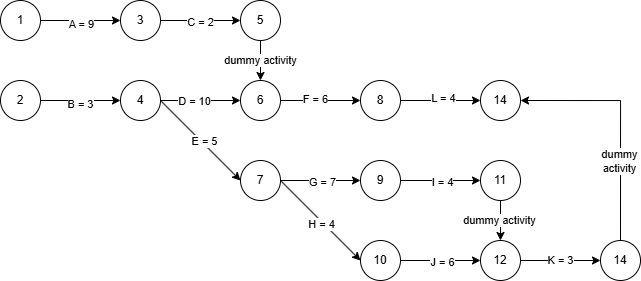 1
A = 9
3
C = 2
5
dummy activity
2
B = 3
4
D = 10
6
F = 6
8
L = 4
14
E = 5
dummy
activity
7
G = 7
9
I = 4
11
H = 4
dummy activity
10
J = 6
12
K = 3
14